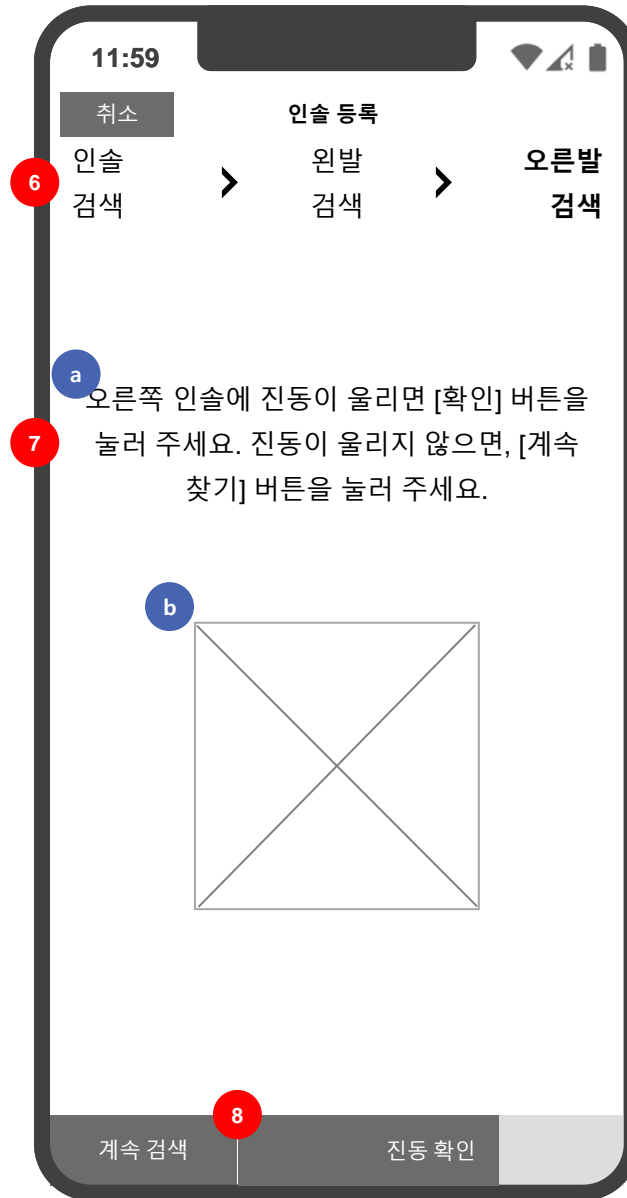 11:59
취소
인솔 등록
6
인솔
검색
왼발
검색
오른발
검색
a
오른쪽 인솔에 진동이 울리면 [확인] 버튼을
7
눌러 주세요. 진동이 울리지 않으면, [계속
찾기] 버튼을 눌러 주세요.
b
8
계속 검색
진동 확인